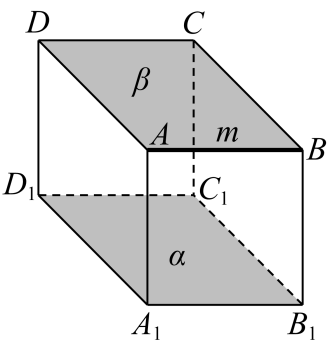 D C
β
A m B
D₁ C₁
α
A₁ B₁